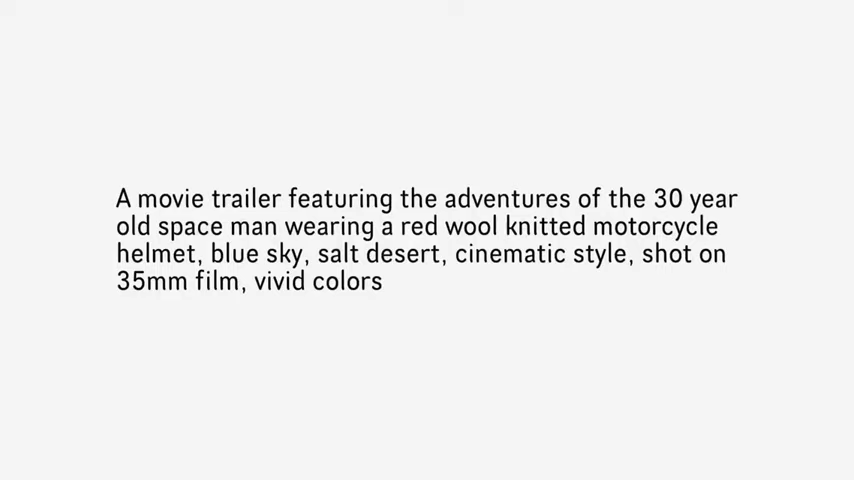 A movie trailer featuring the adventures of the 30 year
old space man wearing a red wool knitted motorcycle
helmet, blue sky, salt desert, cinematic style, shot on
35mm film, vivid colors